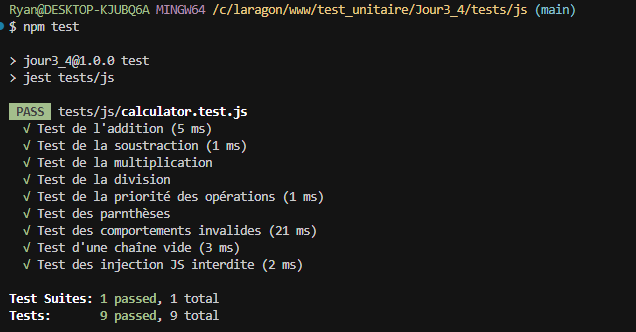 Ryan@DESKTOP-KJUBQ6A MINGW64 /c/laragon/www/test_unitaire/Jour3_4/tests/js (main)
$ npm test
> jour3_4@1.0.0 test
> jest tests/js
PASS tests/js/calculator.test.js
√ Test de l'addition (5 ms)
√ Test de la soustraction (1 ms)
√ Test de la multiplication
√ Test de la division
√ Test de la priorité des opérations (1 ms)
√ Test des parnthèses
√ Test des comportements invalides (21 ms)
√ Test d'une chaîne vide (3 ms)
√ Test des injection JS interdite (2 ms)
Test Suites: 1 passed, 1 total
Tests:       9 passed, 9 total